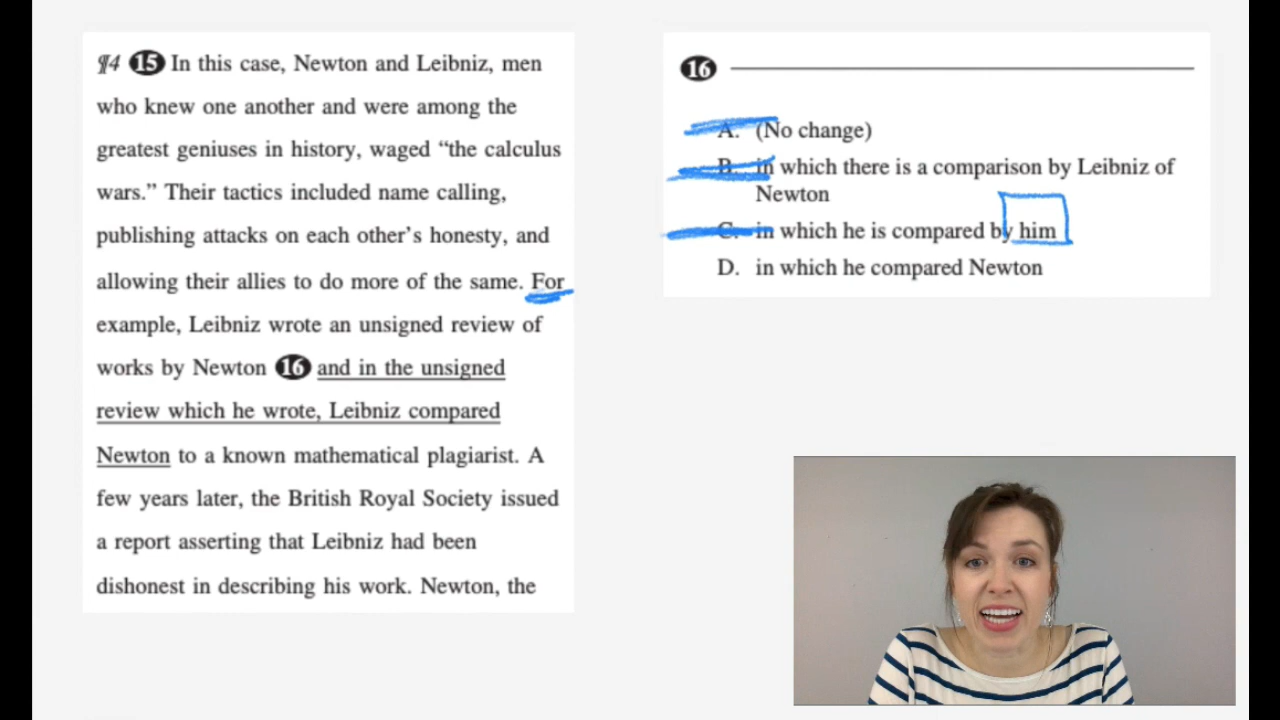 ¶4 15 In this case, Newton and Leibniz, men
who knew one another and were among the
greatest geniuses in history, waged “the calculus
wars.” Their tactics included name calling,
publishing attacks on each other’s honesty, and
allowing their allies to do more of the same. For
example, Leibniz wrote an unsigned review of
works by Newton 16 and in the unsigned
review which he wrote, Leibniz compared
Newton to a known mathematical plagiarist. A
few years later, the British Royal Society issued
a report asserting that Leibniz had been
dishonest in describing his work. Newton, the
16
A. (No change)
B. in which there is a comparison by Leibniz of
Newton
C. in which he is compared by him
D. in which he compared Newton